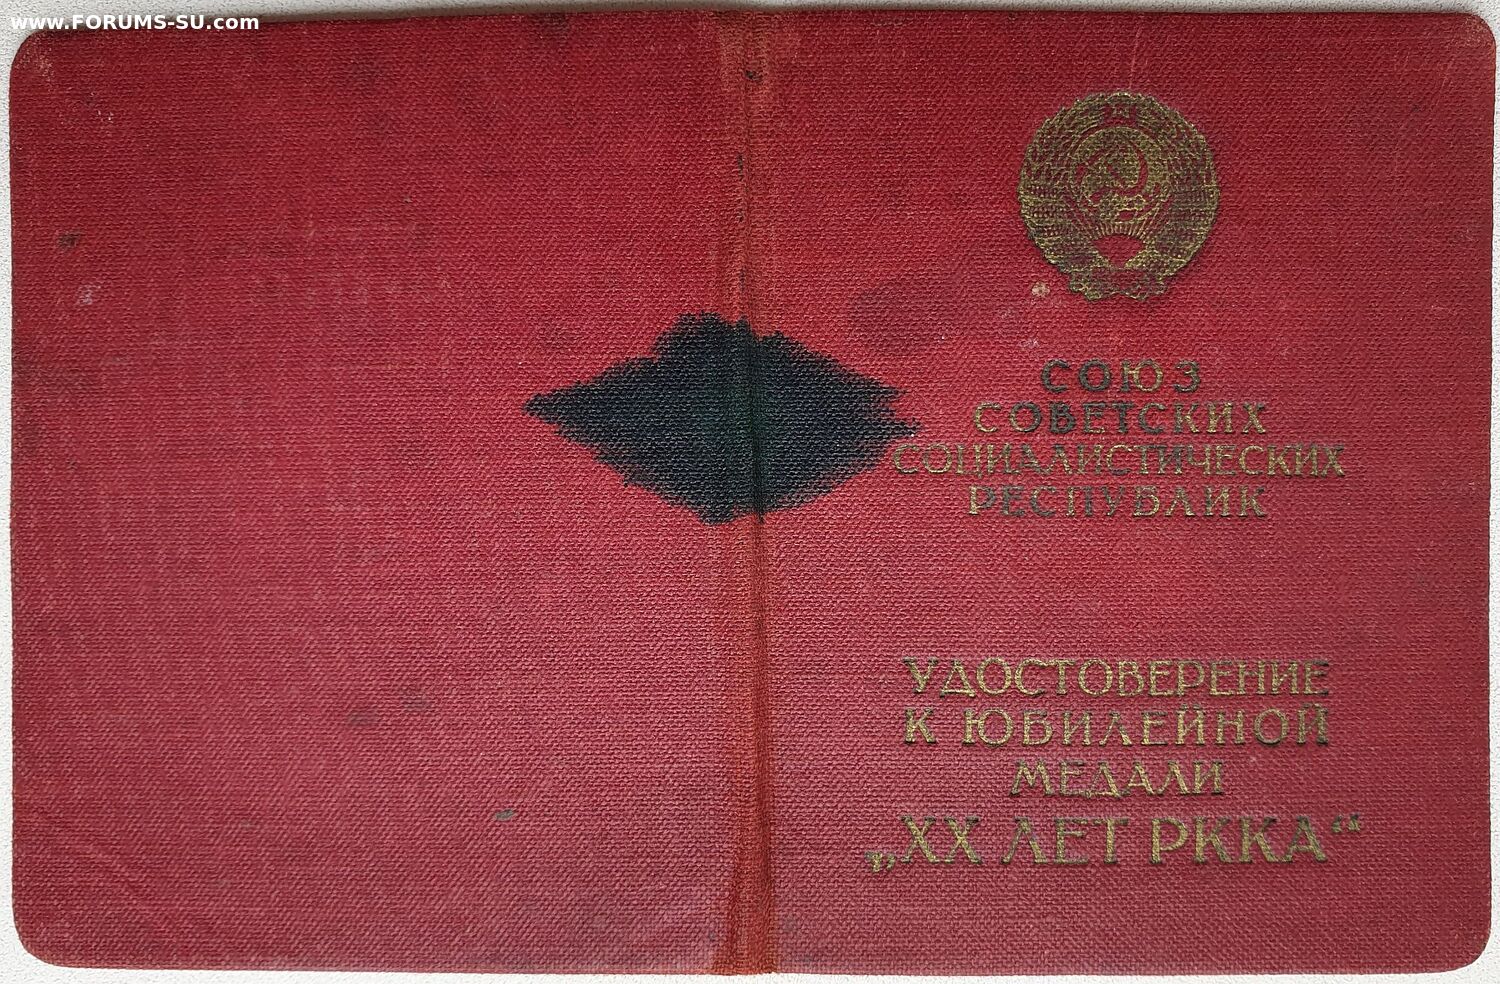 www.FORUMS-SU.com
СОЮЗ
СОВЕТСКИХ
СОЦИАЛИСТИЧЕСКИХ
РЕСПУБЛИК
УДОСТОВЕРЕНИЕ
К ЮБИЛЕЙНОЙ
МЕДАЛИ
„XX ЛЕТ РККА“